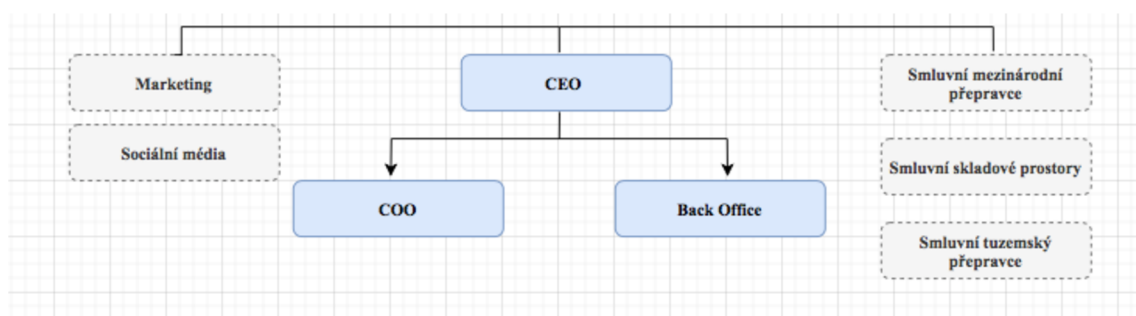 Marketing
CEO
Smluvní mezinárodní
přepravce
Sociální média
Smluvní skladové prostory
COO
Back Office
Smluvní tuzemský
přepravce